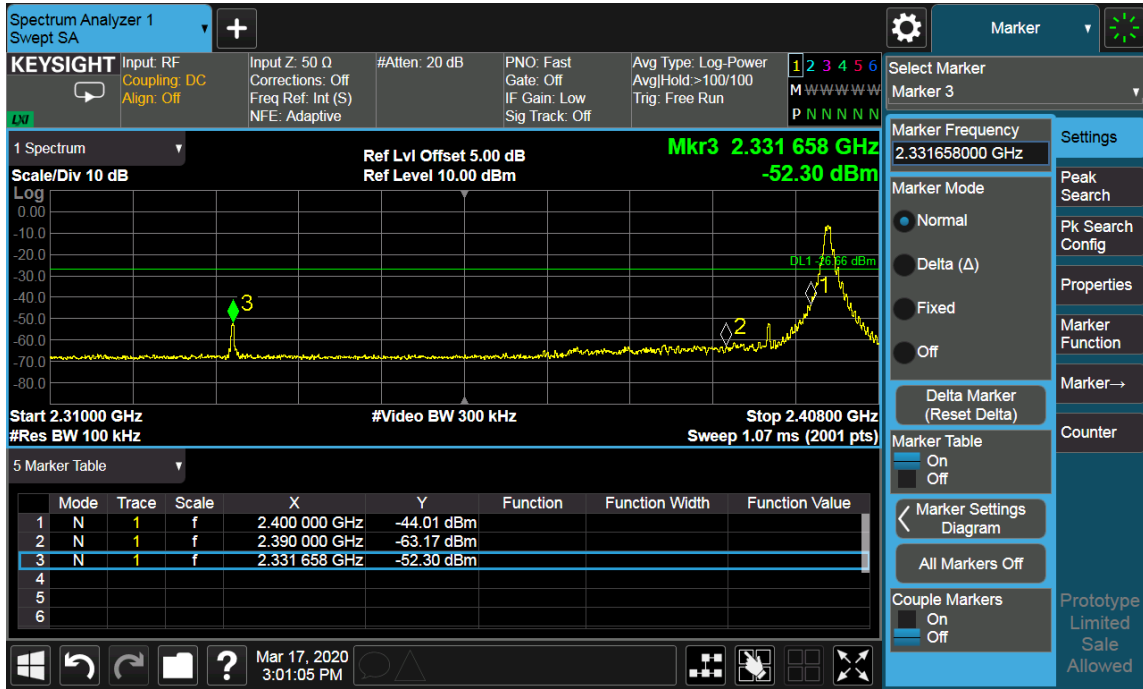 Spectrum Analyzer 1
Swept SA
Marker
KEYSIGHT
LXI
Input: RF
Coupling: DC
Align: Off
Input Z: 50 Ω
Corrections: Off
Freq Ref: Int (S)
NFE: Adaptive
#Atten: 20 dB
PNO: Fast
Gate: Off
IF Gain: Low
Sig Track: Off
Avg Type: Log-Power
Avg|Hold:>100/100
Trig: Free Run
1 2 3 4 5 6
M W W W W W W
P N N N N N
Select Marker
Marker 3
1 Spectrum
Ref Lvl Offset 5.00 dB
Mkr3 2.331 658 GHz
Scale/Div 10 dB
Ref Level 10.00 dBm
-52.30 dBm
Log
0.00
-10.0
-20.0
-30.0
-40.0
-50.0
-60.0
-70.0
-80.0
DL1 -26.66 dBm
1
2
3
Start 2.31000 GHz
#Video BW 300 kHz
Stop 2.40800 GHz
#Res BW 100 kHz
Sweep 1.07 ms (2001 pts)
5 Marker Table
Mode Trace Scale X Y Function Function Width Function Value
1 N 1 f 2.400 000 GHz -44.01 dBm
2 N 1 f 2.390 000 GHz -63.17 dBm
3 N 1 f 2.331 658 GHz -52.30 dBm
4
5
6
Marker Frequency
2.331658000 GHz
Marker Mode
Normal
Delta (Δ)
Fixed
Off
Delta Marker
(Reset Delta)
Marker Table
On
Off
Marker Settings
Diagram
All Markers Off
Couple Markers
On
Off
Settings
Peak
Search
Pk Search
Config
Properties
Marker
Function
Marker→
Counter
Prototype
Limited
Sale
Allowed
?
Mar 17, 2020
3:01:05 PM